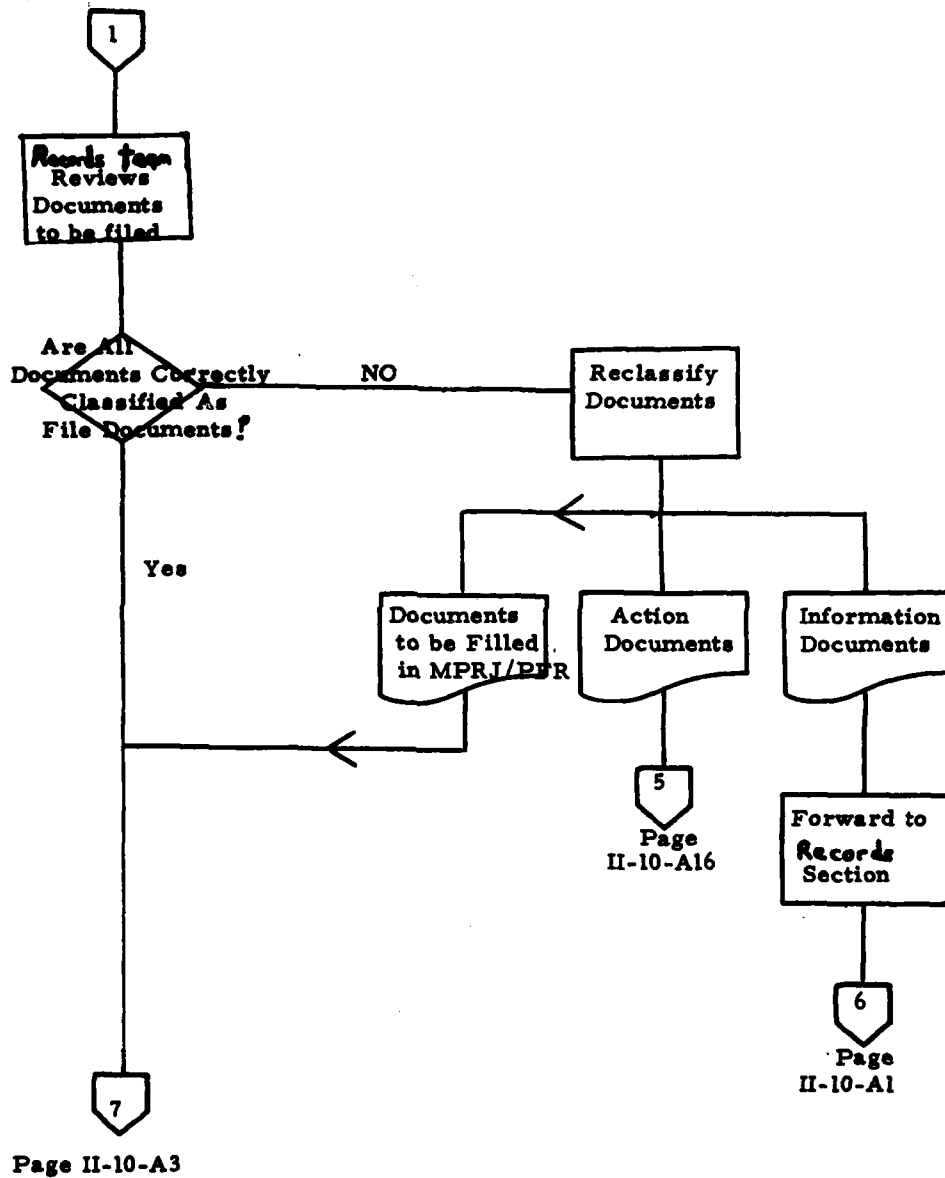 1
Records team
Reviews
Documents
to be filed
Are All
Documents Correctly
Classified As
File Documents?
NO
Reclassify
Documents
Yes
Documents
to be Filled
in MPRJ/PFR
Action
Documents
Information
Documents
5
Page
II-10-A16
Forward to
Records
Section
6
Page
II-10-A1
7
Page II-10-A3